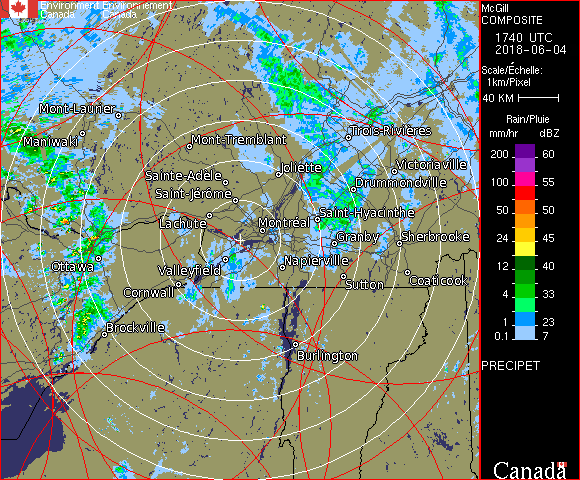 Environment Environnement
Canada Canada
McGill
COMPOSITE
1740 UTC
2018-06-04
Scale/Échelle:
1km/Pixel
40 KM
Rain/Pluie
mm/hr dBZ
200 60
100 55
50 50
24 45
12 40
4 33
1 23
0.1 7
PRECIPET
Canada
Mont-Laurier
Maniwaki
Mont-Tremblant
Trois-Rivières
Joliette
Victoriaville
Sainte-Adèle
Drummondville
Saint-Jérôme
Saint-Hyacinthe
Lachute
Montréal
Granby
Sherbrooke
Ottawa
Valleyfield
Napierville
Cornwall
Sutton
Coaticook
Brockville
Burlington